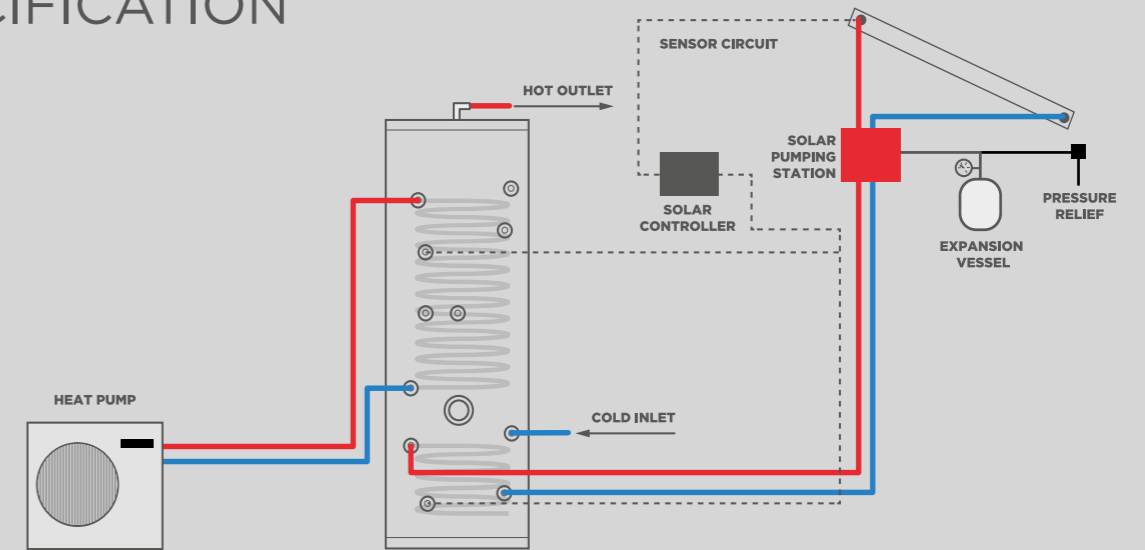 CIFICATION
SENSOR CIRCUIT
HOT OUTLET
SOLAR
PUMPING
STATION
SOLAR
CONTROLLER
PRESSURE
RELIEF
EXPANSION
VESSEL
HEAT PUMP
COLD INLET